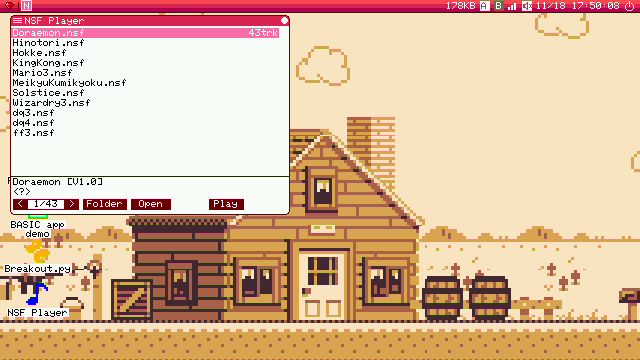 178KB A B 11/18 17:50:08
NSF Player
Doraemon.nsf 43trk
Hinotori.nsf
Hokke.nsf
KingKong.nsf
Mario3.nsf
MeikyuKumikyoku.nsf
Solstice.nsf
Wizardry3.nsf
dq3.nsf
dq4.nsf
ff3.nsf
Doraemon [V1.0]
<?>
< 1/43 > Folder Open Play
BASIC app
demo
Breakout.py
NSF Player